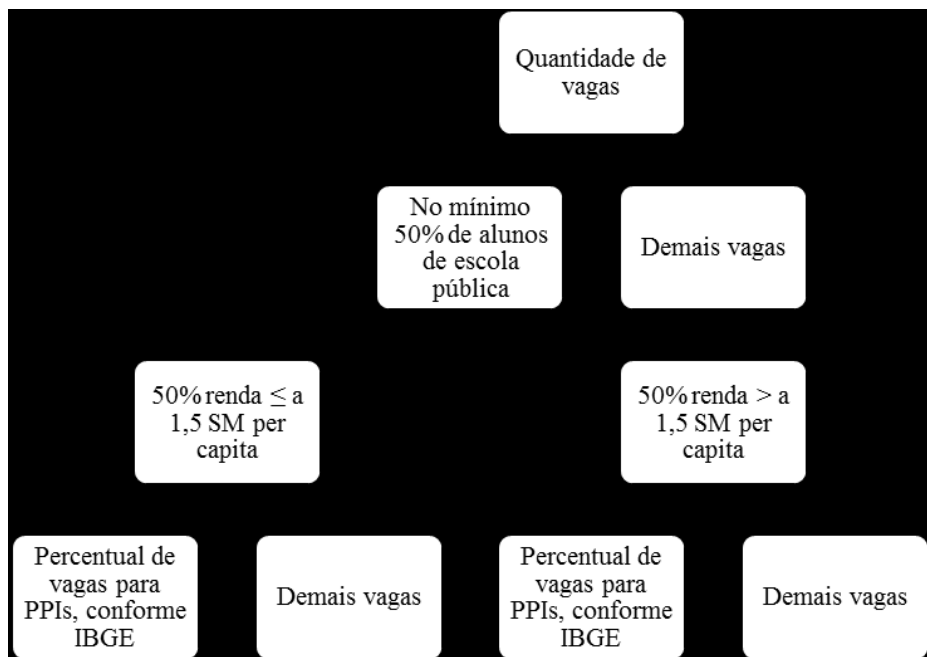 Quantidade de
vagas
No mínimo
50% de alunos
de escola
pública
Demais vagas
50% renda ≤ a
1,5 SM per
capita
50% renda > a
1,5 SM per
capita
Percentual de
vagas para
PPIs, conforme
IBGE
Demais vagas
Percentual de
vagas para
PPIs, conforme
IBGE
Demais vagas